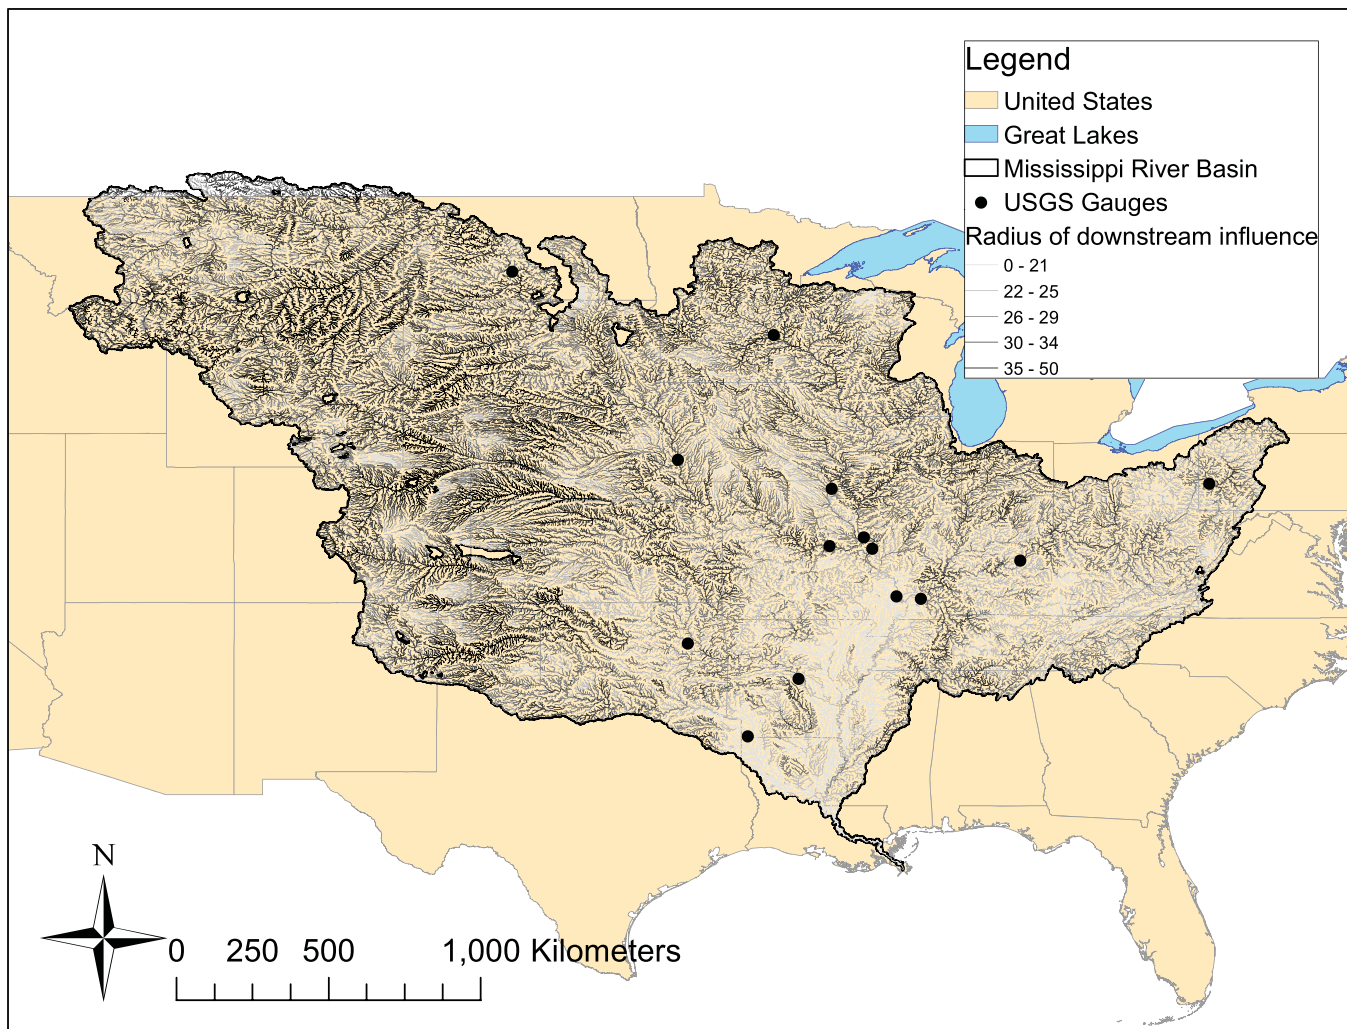 Legend
United States
Great Lakes
Mississippi River Basin
USGS Gauges
Radius of downstream influence
0 - 21
22 - 25
26 - 29
30 - 34
35 - 50
N
0 250 500 1,000 Kilometers